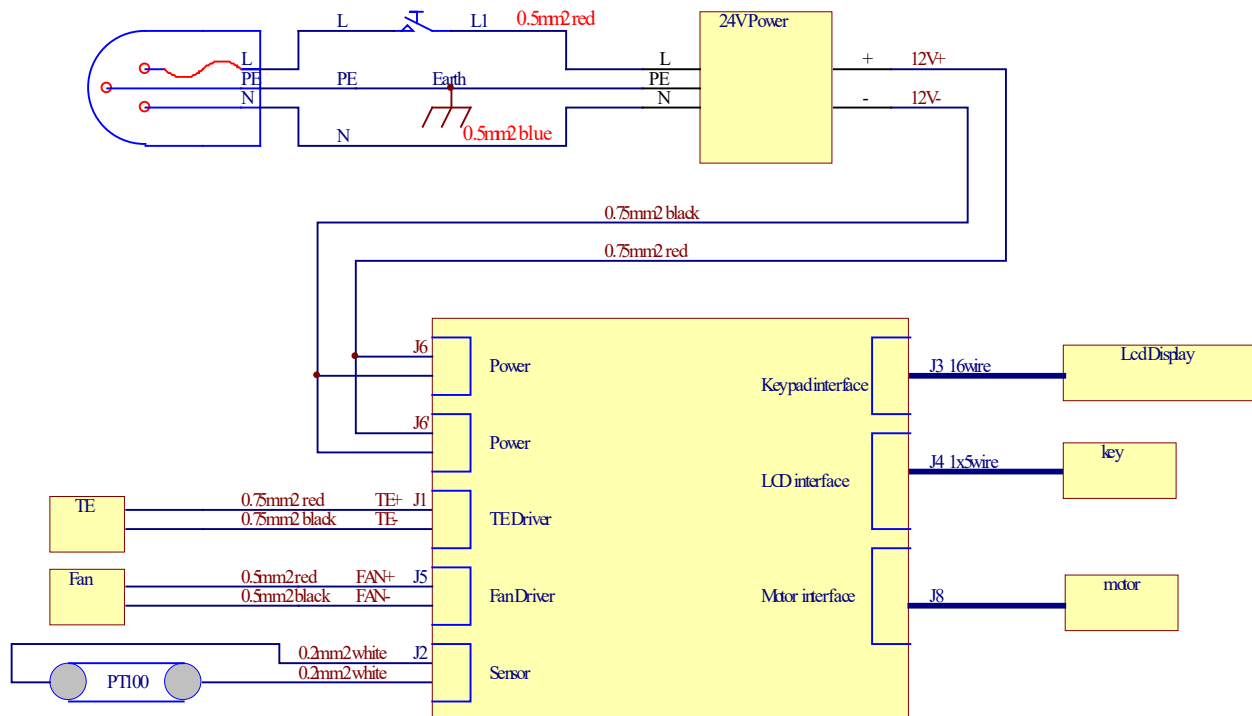 L L1 0.5mm2 red 24V Power
L L + 12V+
PE PE Earth PE
N N - 12V-
N 0.5mm2 blue
0.75mm2 black
0.75mm2 red
J6 Power
J3 16wire Lcd Display
Keypad interface
J6' Power
J4 1x5wire key
LCD interface
TE 0.75mm2 red TE+ J1
0.75mm2 black TE- TE Driver
Fan 0.5mm2 red FAN+ J5
0.5mm2 black FAN- Fan Driver
Motor interface J8 motor
0.2mm2 white J2
PT100 0.2mm2 white Sensor